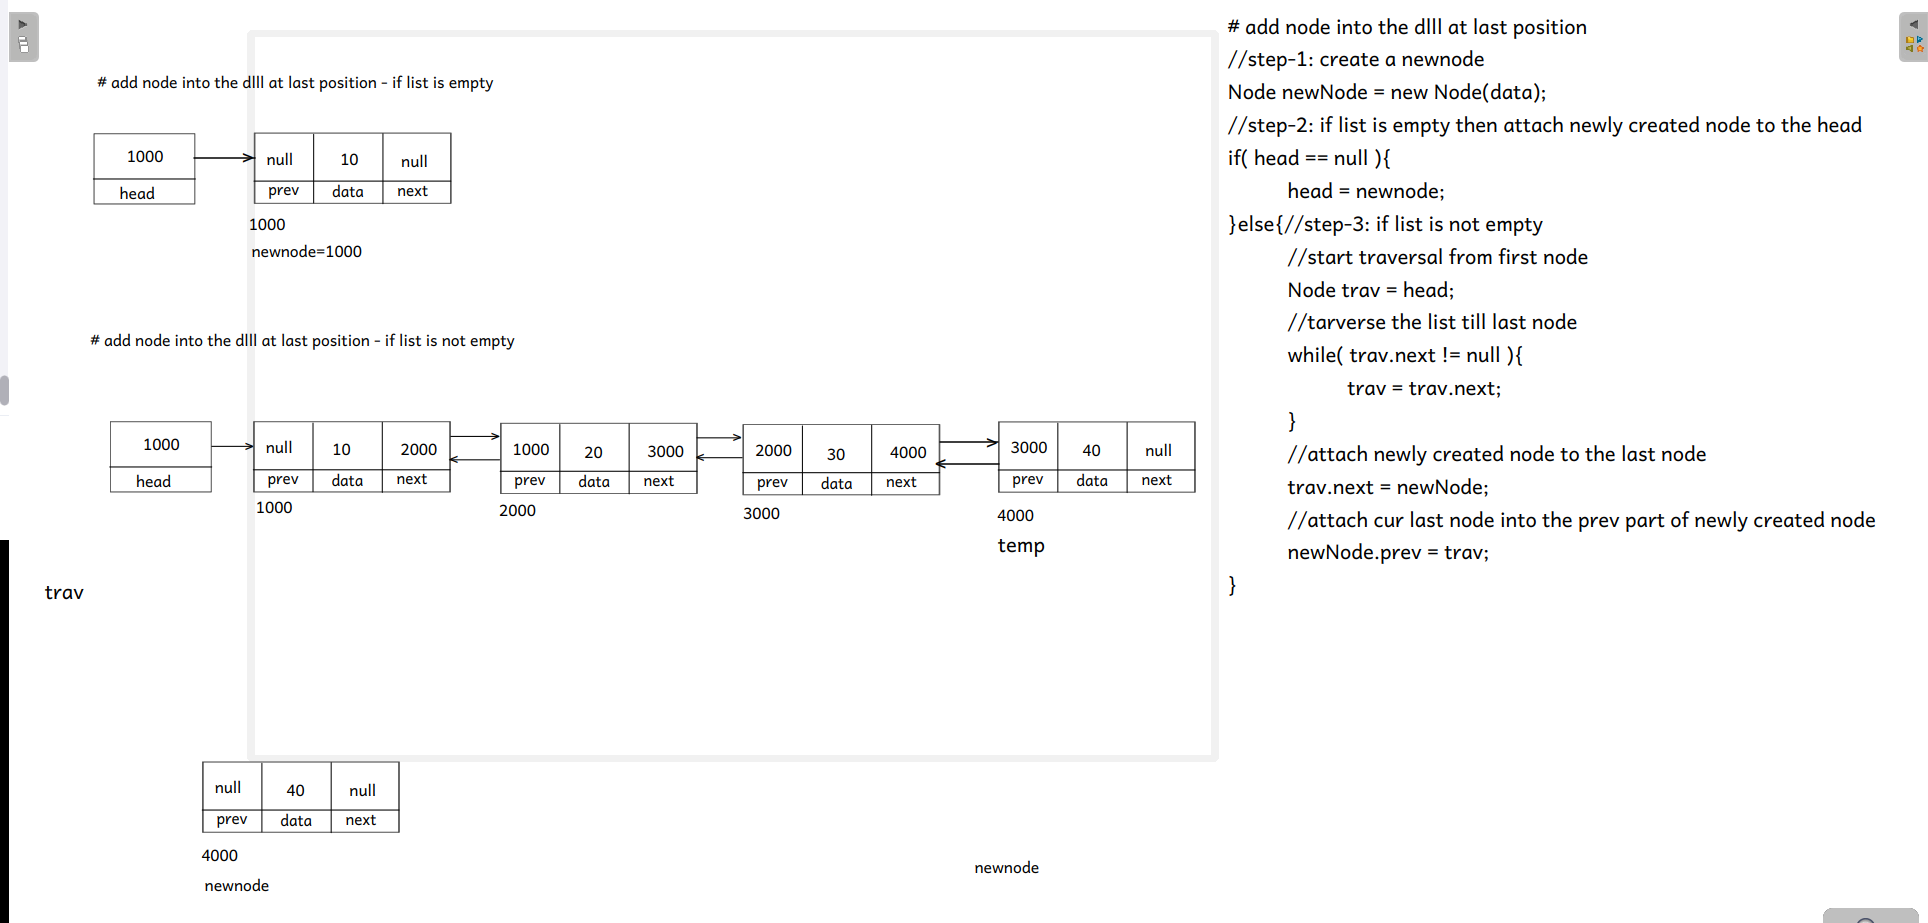 # add node into the dlll at last position - if list is empty
1000
head
null 10 null
prev data next
1000
newnode=1000
# add node into the dlll at last position - if list is not empty
1000
head
null 10 2000
prev data next
1000
1000 20 3000
prev data next
2000
2000 30 4000
prev data next
3000
3000 40 null
prev data next
4000
temp
trav
null 40 null
prev data next
4000
newnode
newnode
# add node into the dlll at last position
//step-1: create a newnode
Node newNode = new Node(data);
//step-2: if list is empty then attach newly created node to the head
if( head == null ){
head = newnode;
}else{//step-3: if list is not empty
//start traversal from first node
Node trav = head;
//tarverse the list till last node
while( trav.next != null ){
trav = trav.next;
}
//attach newly created node to the last node
trav.next = newNode;
//attach cur last node into the prev part of newly created node
newNode.prev = trav;
}